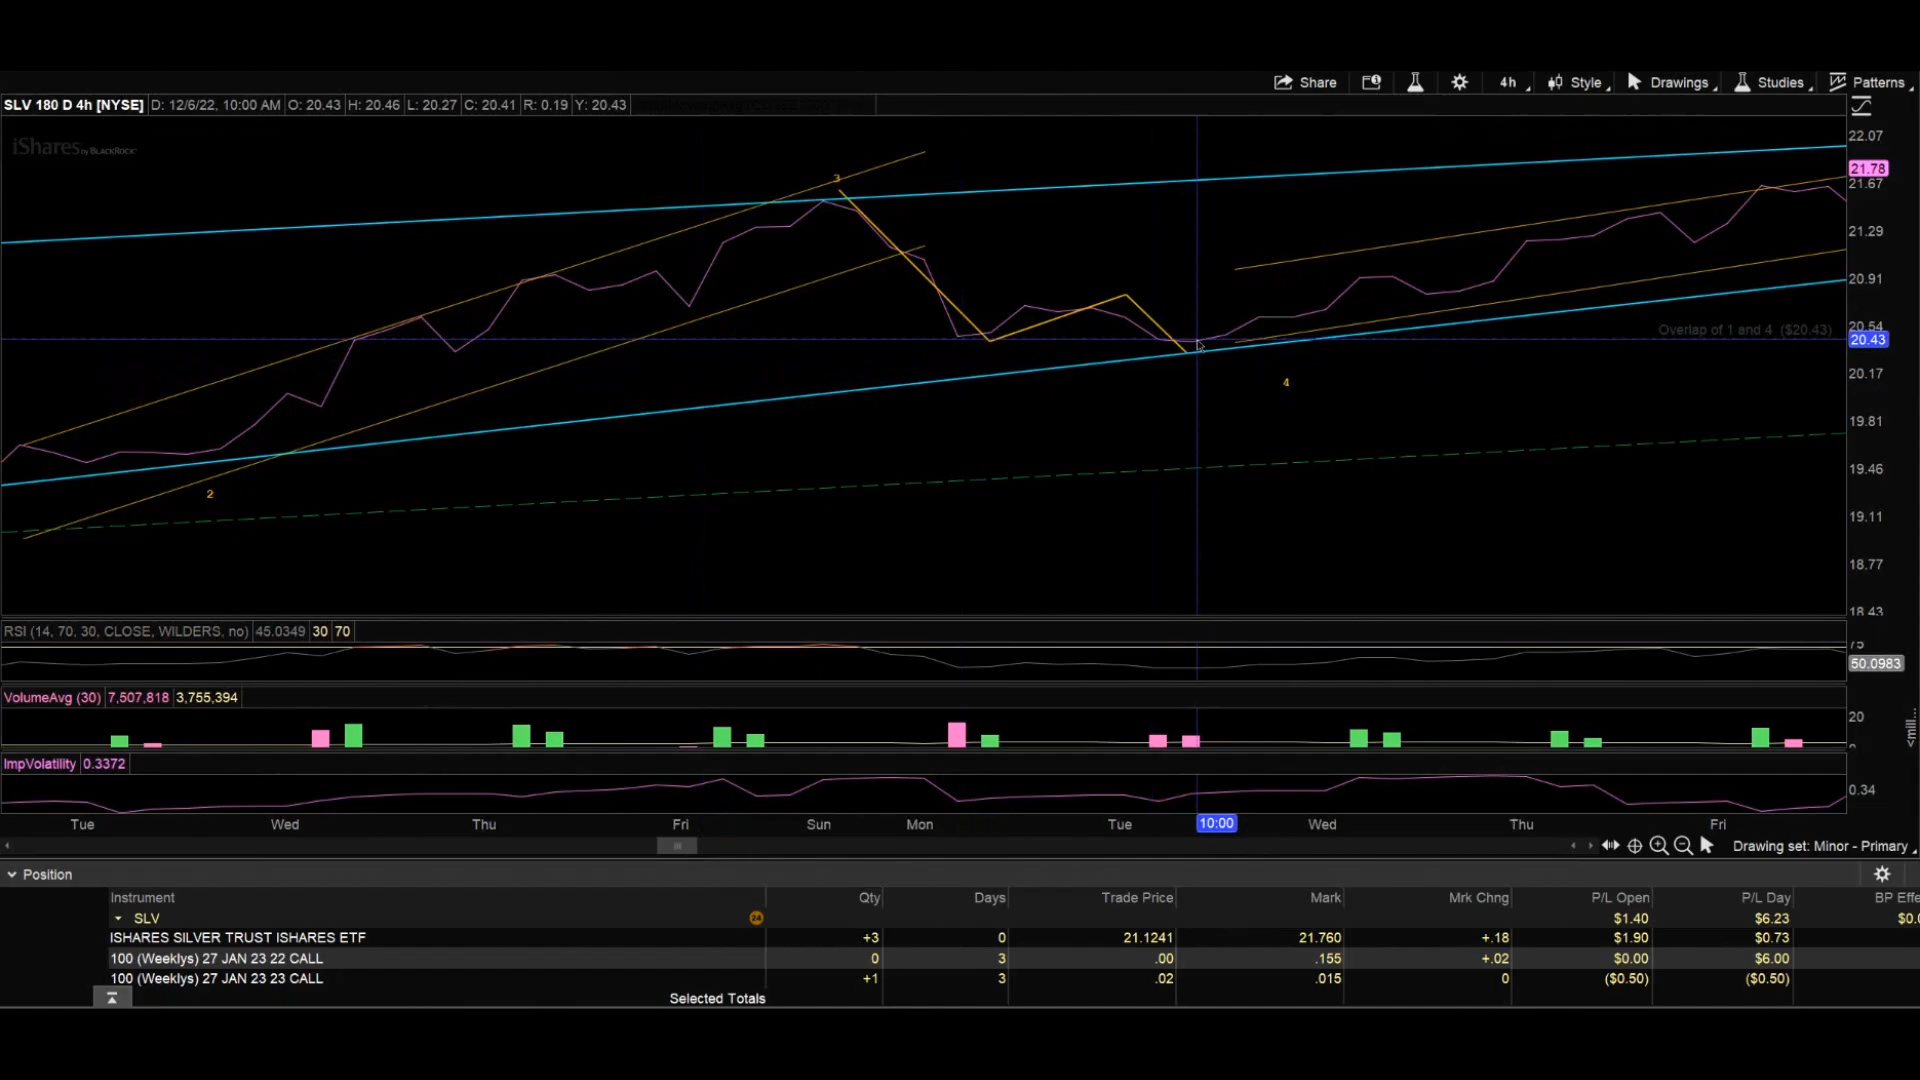 Share 4h Style Drawings Studies Patterns
SLV 180 D 4h [NYSE] D: 12/6/22, 10:00 AM O: 20.43 H: 20.46 L: 20.27 C: 20.41 R: 0.19 Y: 20.43
iShares by BLACKROCK
22.07
21.78
21.67
21.29
20.91
20.54
20.43
20.17
19.81
19.46
19.11
18.77
18.43
3
Overlap of 1 and 4 ($20.43)
4
2
RSI (14, 70, 30, CLOSE, WILDERS, no) 45.0349 30 70
75
50.0983
VolumeAvg (30) 7,507,818 3,755,394
20
<mill...
ImpVolatility 0.3372
0.34
Tue Wed Thu Fri Sun Mon Tue 10:00 Wed Thu Fri
Drawing set: Minor - Primary
Position
Instrument Qty Days Trade Price Mark Mrk Chng P/L Open P/L Day BP Effe
SLV 24 $1.40 $6.23 $0.0
ISHARES SILVER TRUST ISHARES ETF +3 0 21.1241 21.760 +.18 $1.90 $0.73
100 (Weeklys) 27 JAN 23 22 CALL 0 3 .00 .155 +.02 $0.00 $6.00
100 (Weeklys) 27 JAN 23 23 CALL +1 3 .02 .015 0 ($0.50) ($0.50)
Selected Totals